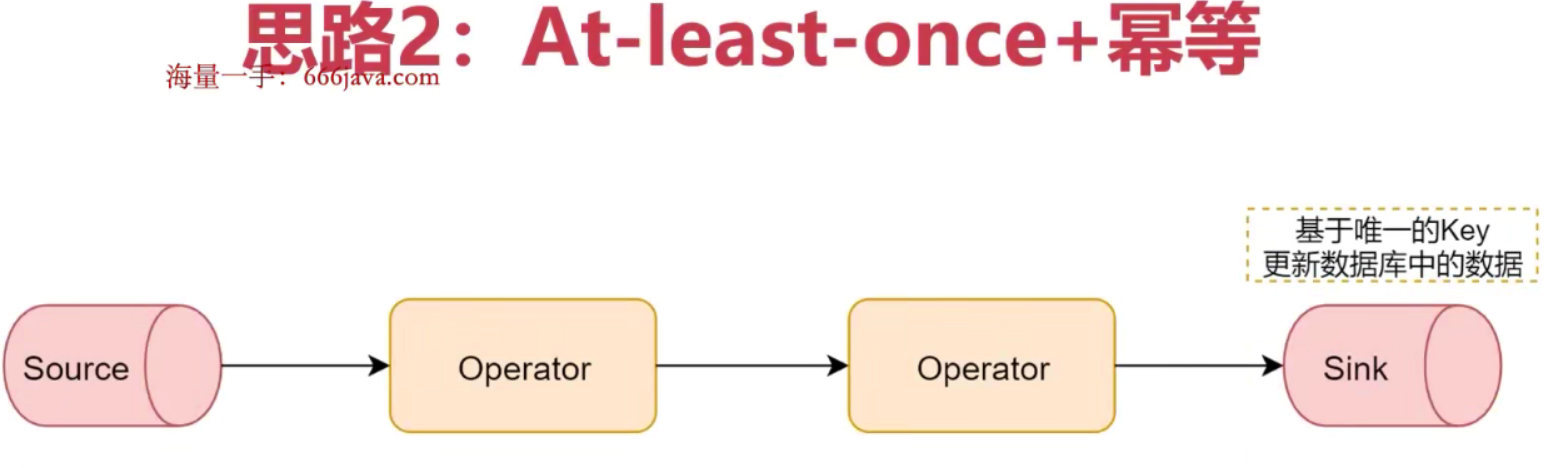 思路2：At-least-once+幂等
海量一手：666java.com
基于唯一的Key
更新数据库中的数据
Source
Operator
Operator
Sink